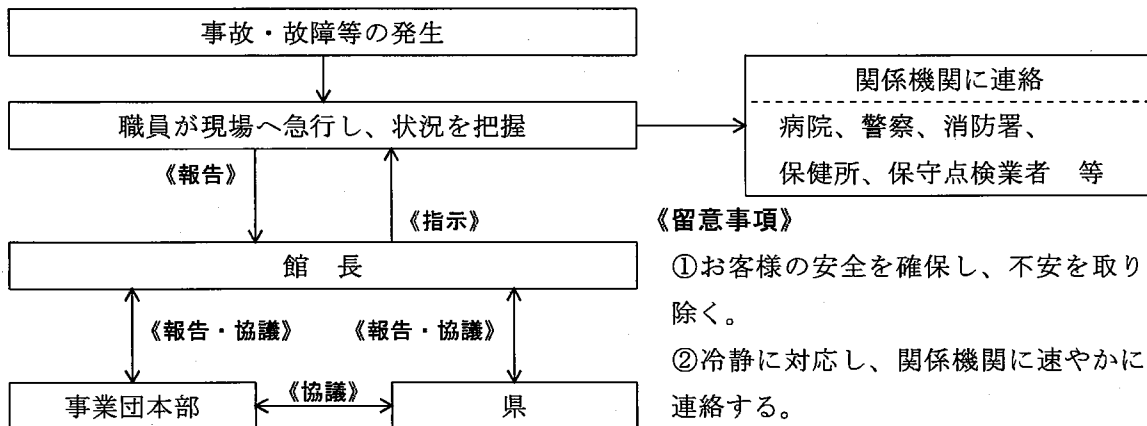 事故・故障等の発生
職員が現場へ急行し、状況を把握
関係機関に連絡
病院、警察、消防署、
保健所、保守点検業者　等
《報告》
《指示》
館　長
《報告・協議》　《報告・協議》
事業団本部
《協議》
県
《留意事項》
①お客様の安全を確保し、不安を取り
除く。
②冷静に対応し、関係機関に速やかに
連絡する。